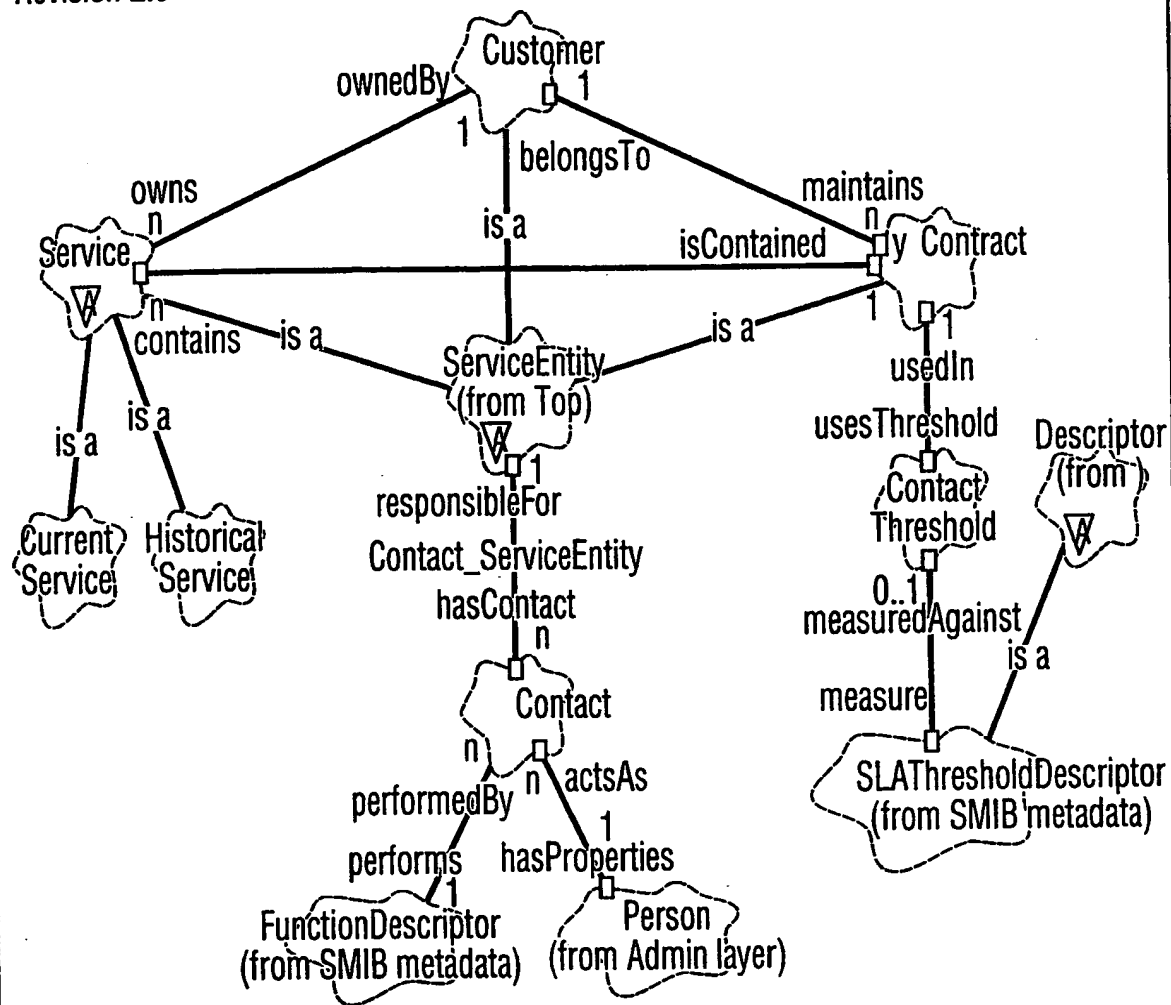 Customer
ownedBy
1
1
belongsTo
owns
n
is a
maintains
n
Service
isContained
y Contract
A
n
contains
is a
is a
1
1
ServiceEntity
(from Top)
A
1
usedIn
usesThreshold
is a
is a
responsibleFor
Contact_ServiceEntity
hasContact
n
Current
Service
Historical
Service
Contact
Threshold
0..1
Descriptor
(from )
A
measuredAgainst
is a
measure
Contact
n
n
actsAs
performedBy
performs
1
1
hasProperties
SLAThresholdDescriptor
(from SMIB metadata)
FunctionDescriptor
(from SMIB metadata)
Person
(from Admin layer)